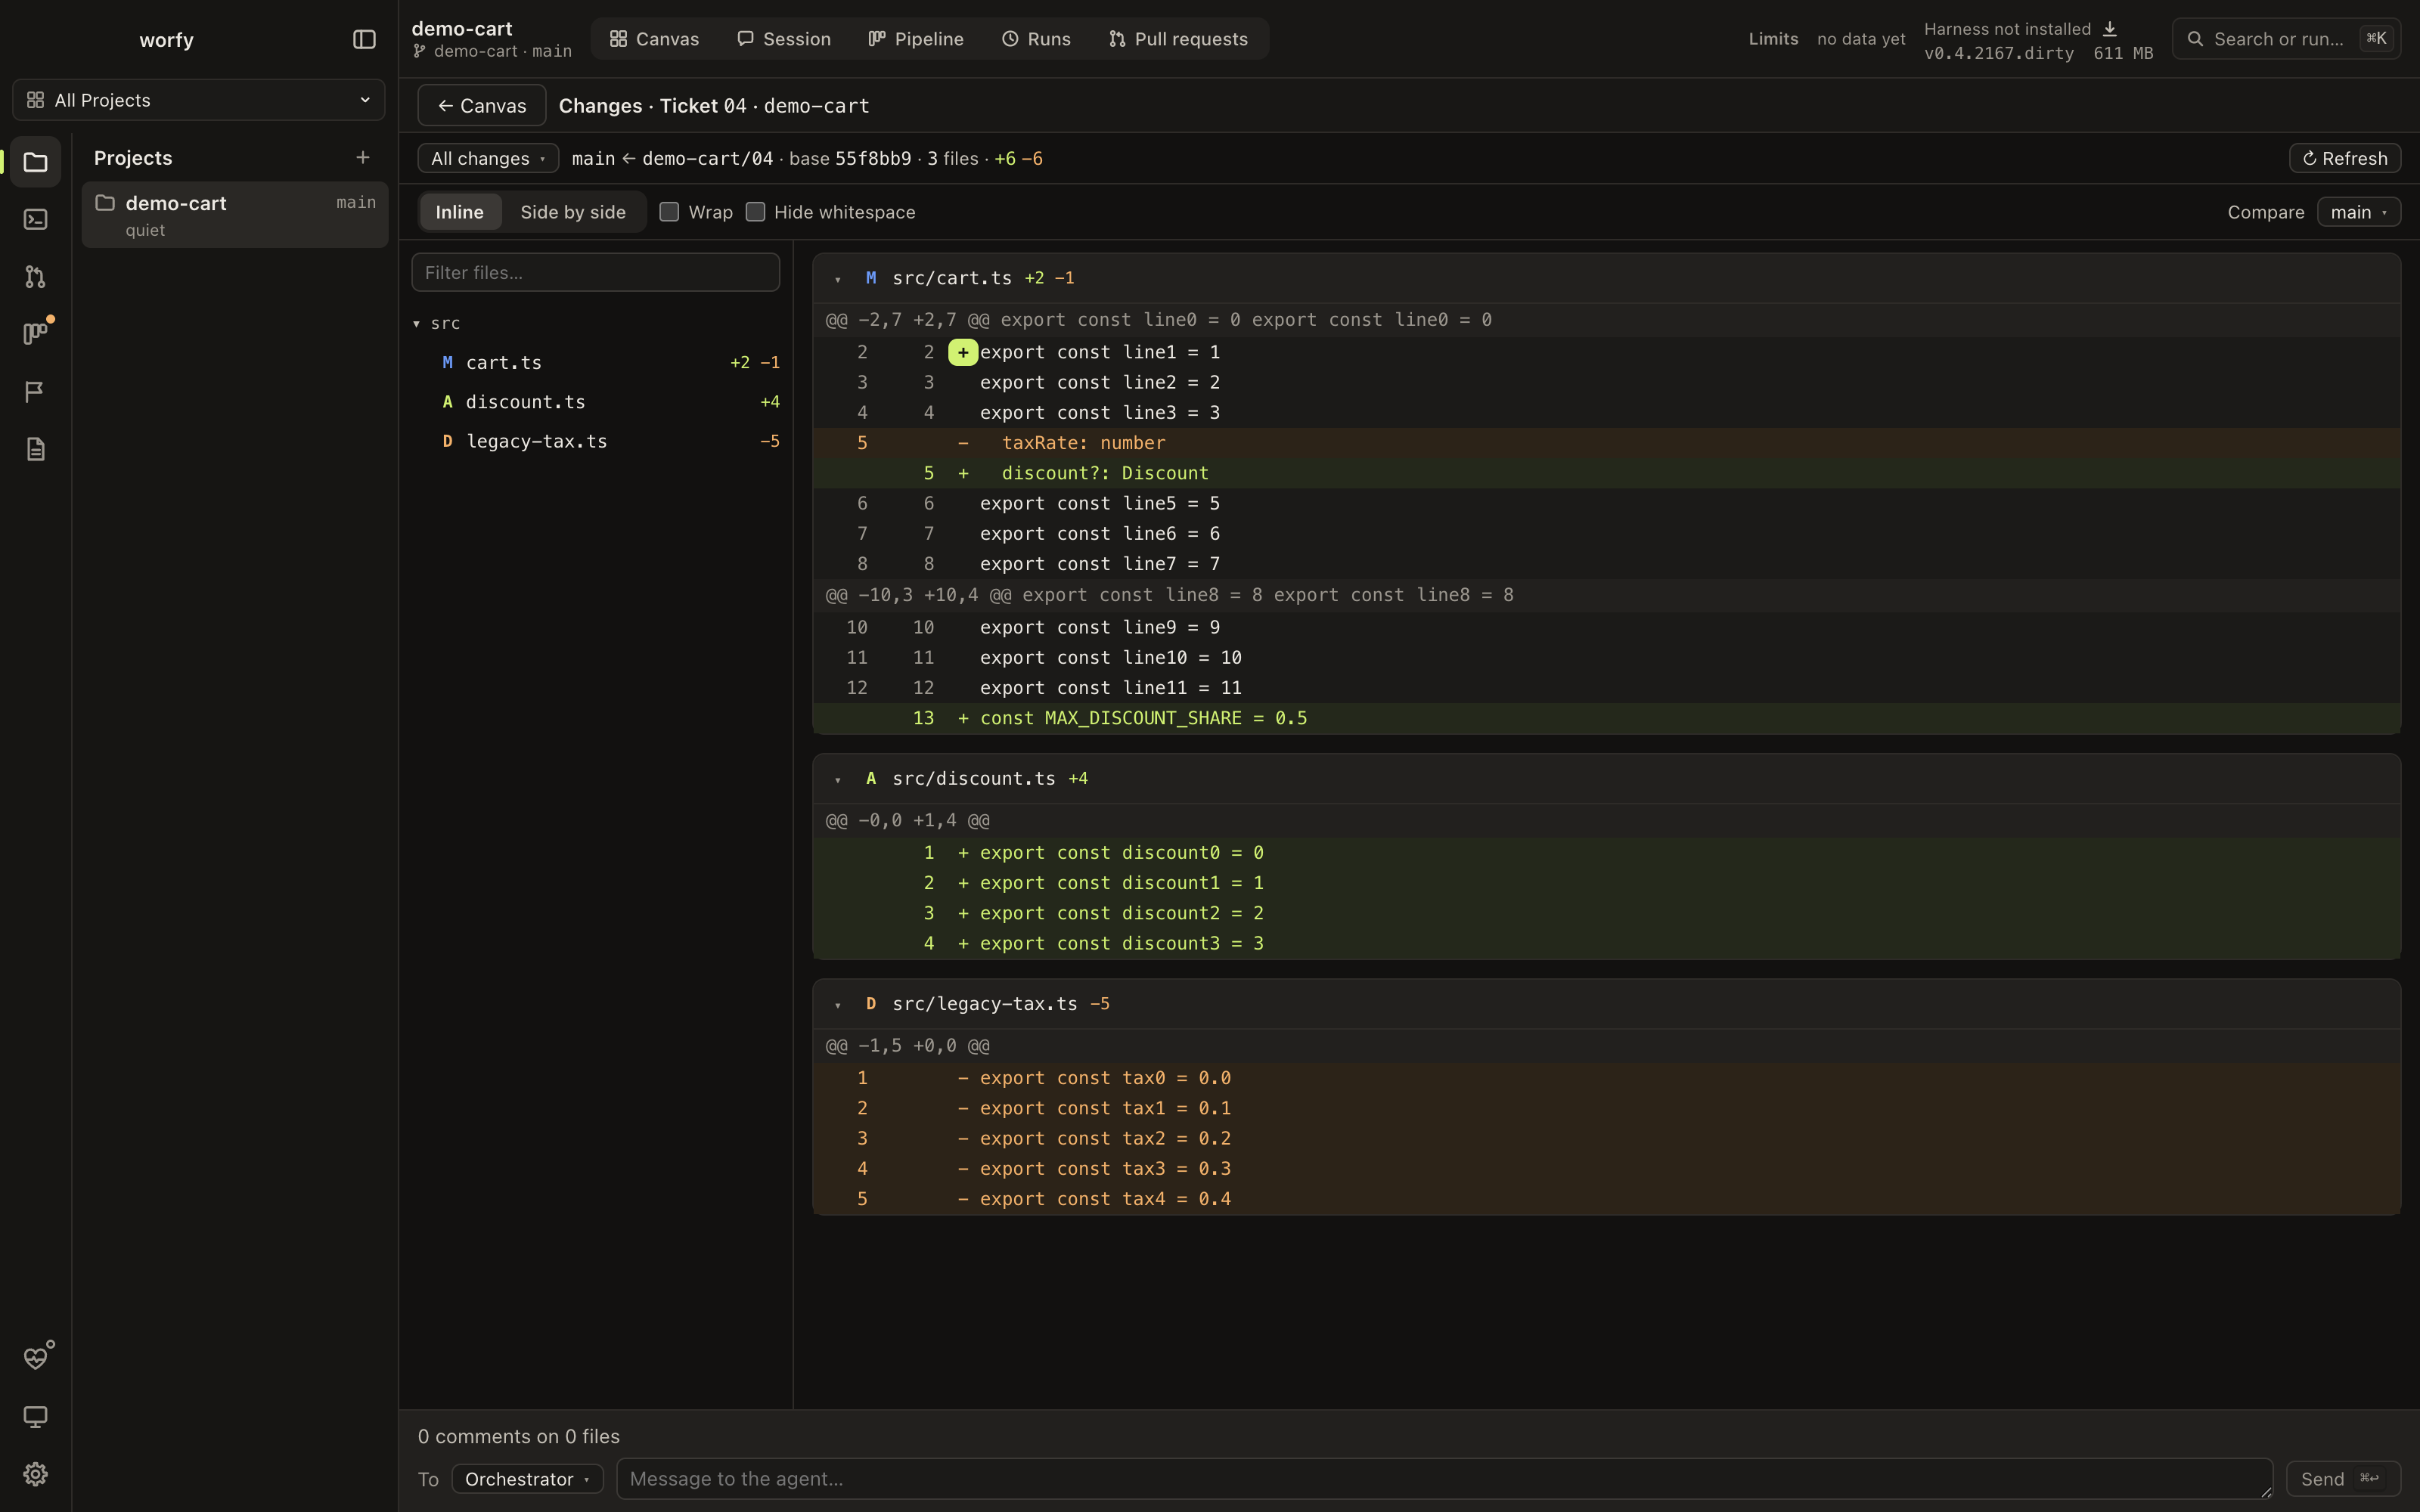 worfy
All Projects
Projects
demo-cart main
quiet
demo-cart
demo-cart · main
Canvas Session Pipeline Runs Pull requests
Limits no data yet
Harness not installed
v0.4.2167.dirty 611 MB
Search or run... ⌘K
← Canvas Changes · Ticket 04 · demo-cart
All changes main ← demo-cart/04 · base 55f8bb9 · 3 files · +6 −6 Refresh
Inline Side by side Wrap Hide whitespace Compare main
Filter files...
src
M cart.ts +2 −1
A discount.ts +4
D legacy-tax.ts −5
M src/cart.ts +2 −1
@@ −2,7 +2,7 @@ export const line0 = 0 export const line0 = 0
2 2 + export const line1 = 1
3 3 export const line2 = 2
4 4 export const line3 = 3
5 − taxRate: number
5 + discount?: Discount
6 6 export const line5 = 5
7 7 export const line6 = 6
8 8 export const line7 = 7
@@ −10,3 +10,4 @@ export const line8 = 8 export const line8 = 8
10 10 export const line9 = 9
11 11 export const line10 = 10
12 12 export const line11 = 11
13 + const MAX_DISCOUNT_SHARE = 0.5
A src/discount.ts +4
@@ −0,0 +1,4 @@
1 + export const discount0 = 0
2 + export const discount1 = 1
3 + export const discount2 = 2
4 + export const discount3 = 3
D src/legacy-tax.ts −5
@@ −1,5 +0,0 @@
1 − export const tax0 = 0.0
2 − export const tax1 = 0.1
3 − export const tax2 = 0.2
4 − export const tax3 = 0.3
5 − export const tax4 = 0.4
0 comments on 0 files
To Orchestrator Message to the agent... Send ⌘↩